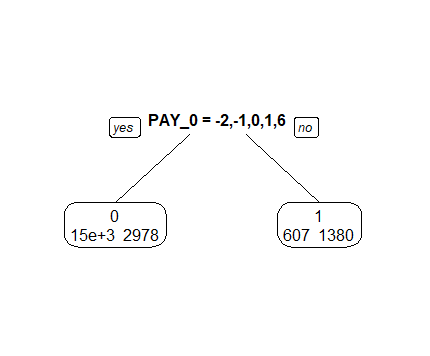 yes PAY_0 = -2,-1,0,1,6 no
0
15e+3 2978
1
607 1380